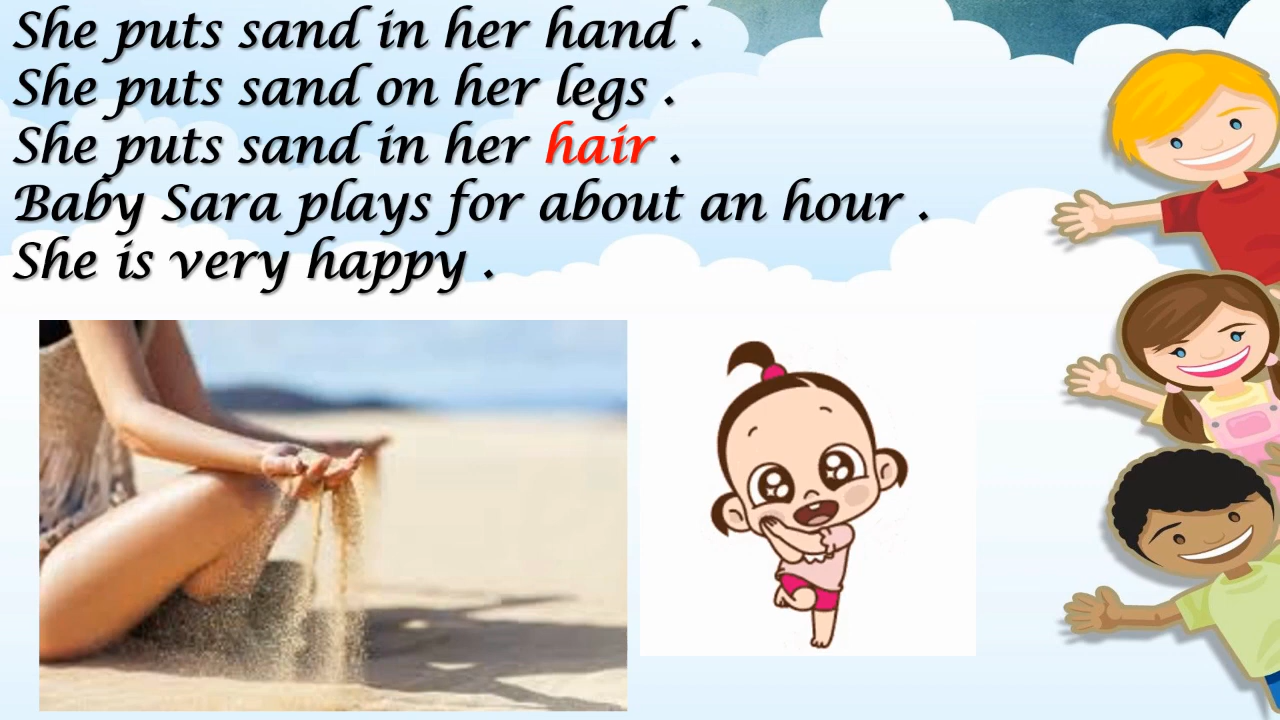 She puts sand in her hand .
She puts sand on her legs .
She puts sand in her hair .
Baby Sara plays for about an hour .
She is very happy .